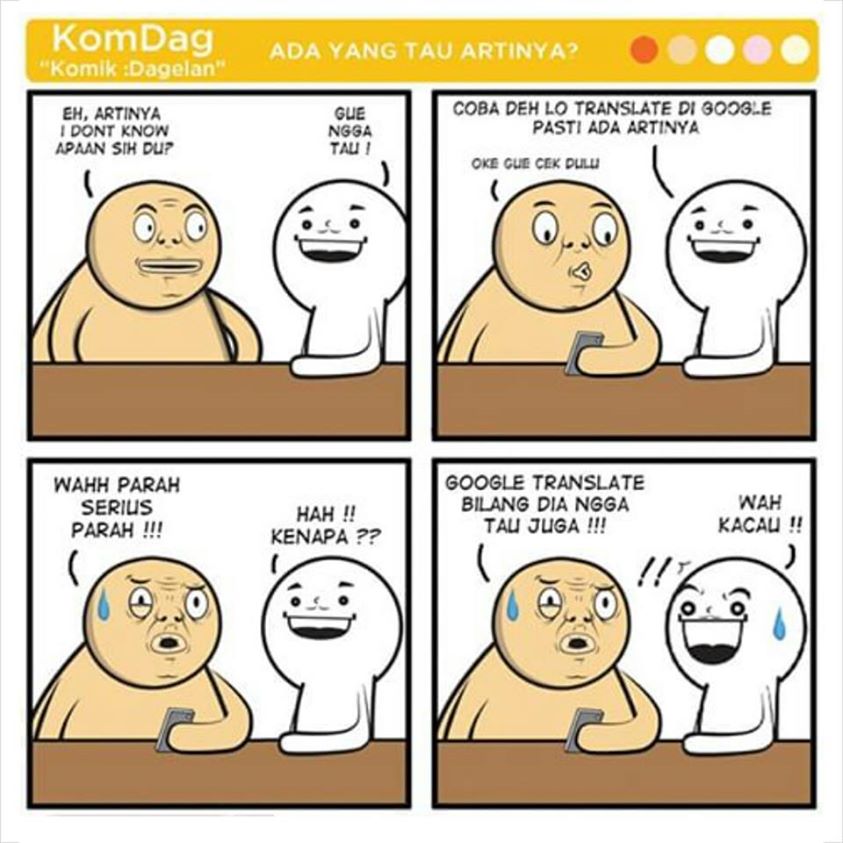 KomDag
"Komik :Dagelan"
ADA YANG TAU ARTINYA?
EH, ARTINYA
I DONT KNOW
APAAN SIH DU?
GUE
NGGA
TAU !
COBA DEH LO TRANSLATE DI GOOGLE
PASTI ADA ARTINYA
OKE GUE CEK DULU
WAHH PARAH
SERIUS
PARAH !!!
HAH !!
KENAPA ??
GOOGLE TRANSLATE
BILANG DIA NGGA
TAU JUGA !!!
WAH
KACAU !!
!!